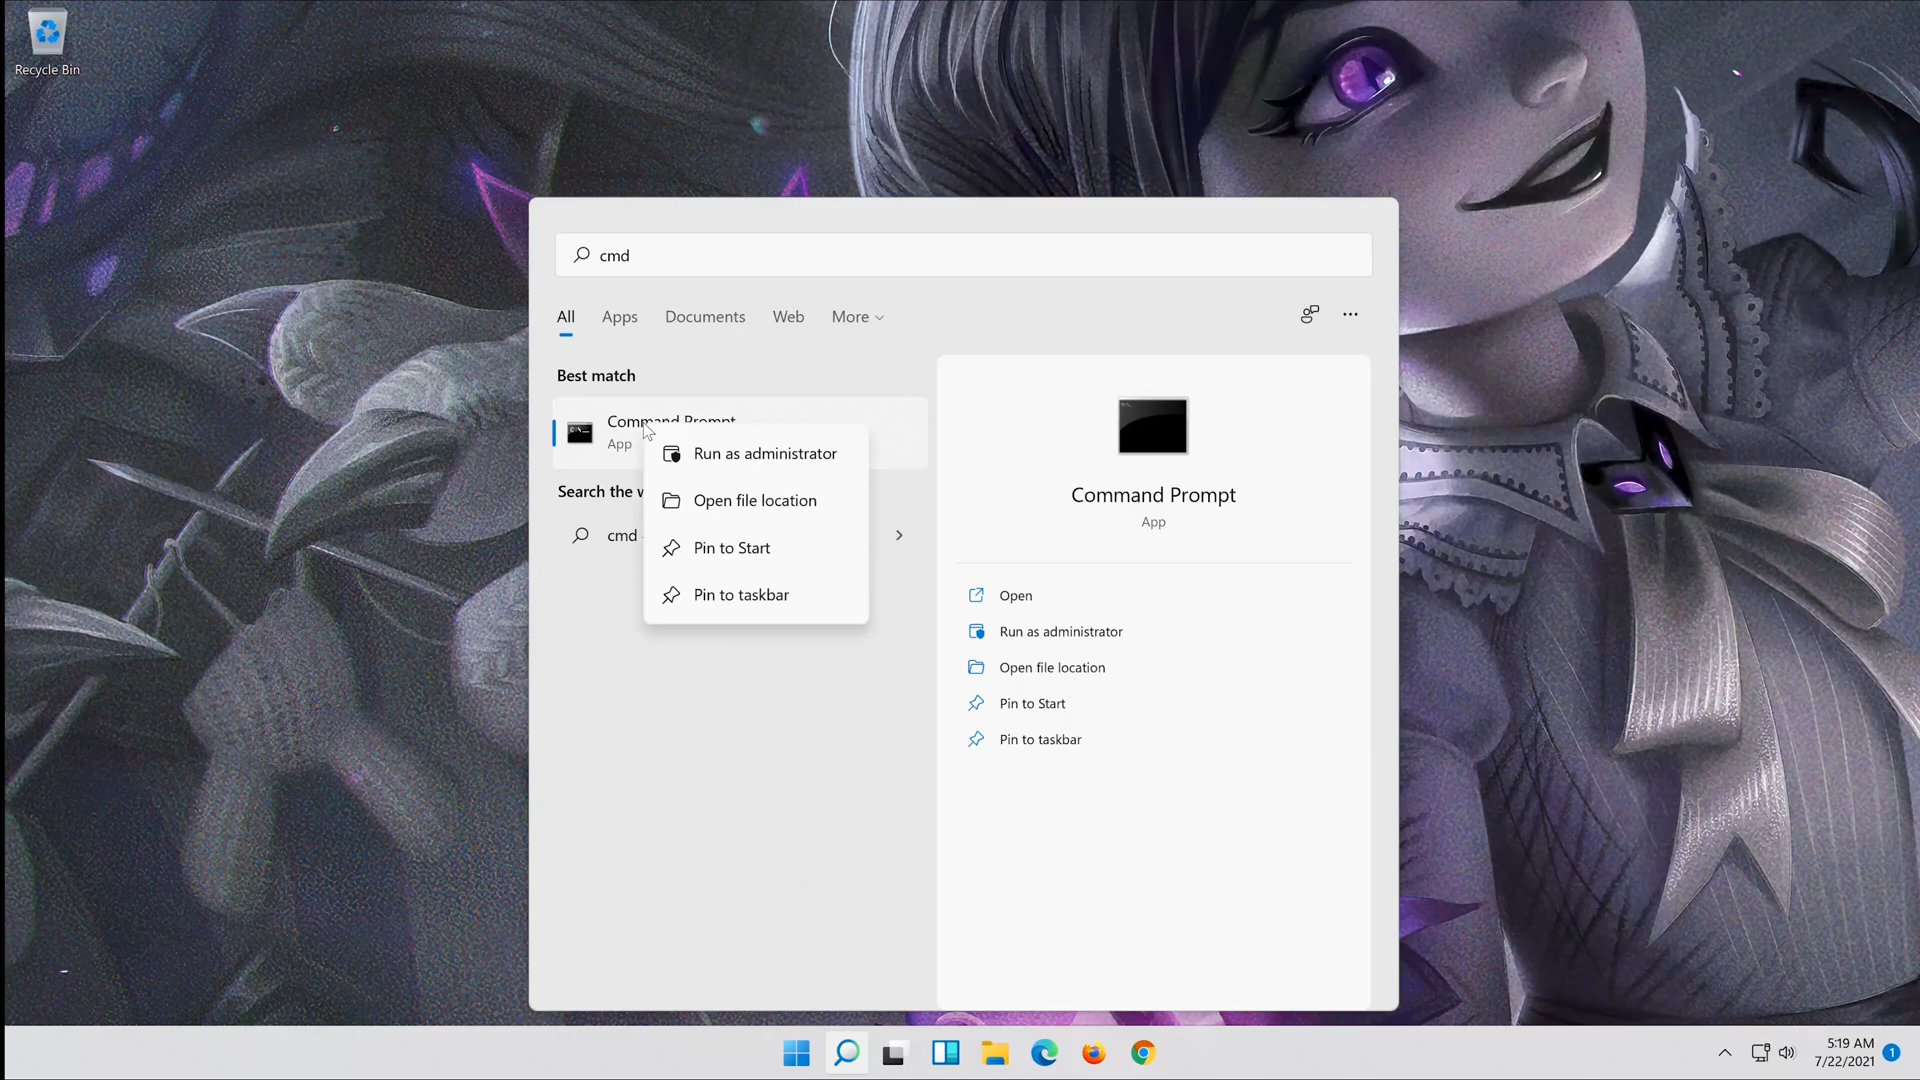 Recycle Bin
cmd
All Apps Documents Web More
Best match
Command Prompt
App
Run as administrator
Open file location
Pin to Start
Pin to taskbar
Search the
cmd
Command Prompt
App
Open
Run as administrator
Open file location
Pin to Start
Pin to taskbar
5:19 AM
7/22/2021
1